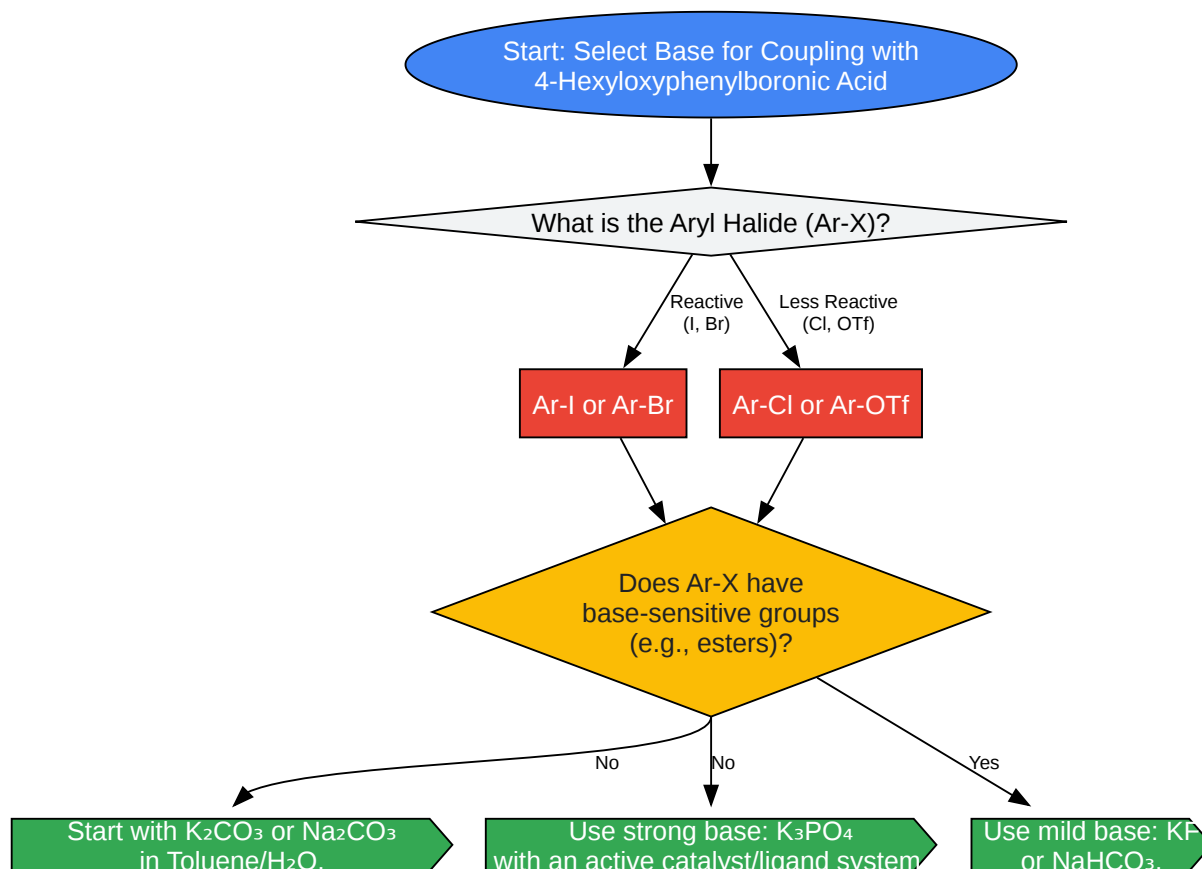 Start: Select Base for Coupling with
4-Hexyloxyphenylboronic Acid
What is the Aryl Halide (Ar-X)?
Reactive
(I, Br)
Less Reactive
(Cl, OTf)
Ar-I or Ar-Br
Ar-Cl or Ar-OTf
Does Ar-X have
base-sensitive groups
(e.g., esters)?
No
No
Yes
Start with K₂CO₃ or Na₂CO₃
in Toluene/H₂O.
Use strong base: K₃PO₄
with an active catalyst/ligand system
Use mild base: KF
or NaHCO₃.